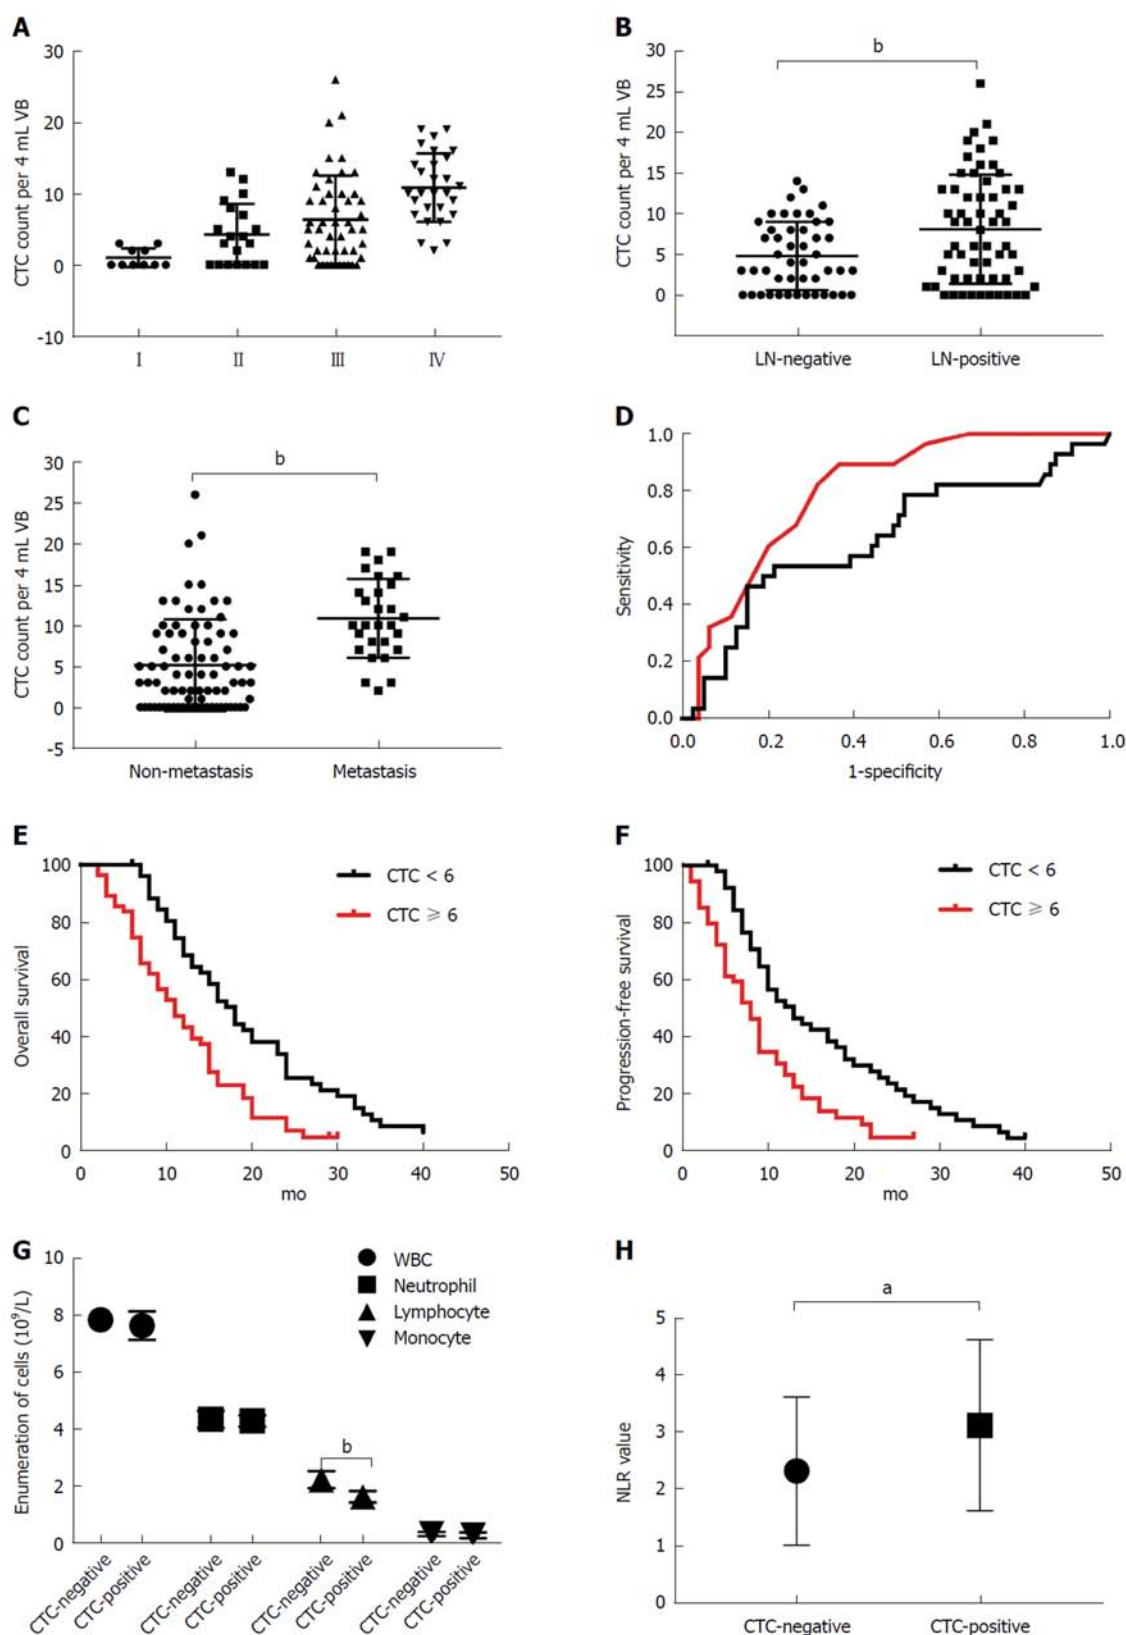 A
30
20
10
0
-10
CTC count per 4 mL VB
I
II
III
IV
B
b
30
25
20
15
10
5
0
CTC count per 4 mL VB
LN-negative
LN-positive
C
b
30
25
20
15
10
5
0
-5
CTC count per 4 mL VB
Non-metastasis
Metastasis
D
1.0
0.8
0.6
0.4
0.2
0.0
Sensitivity
0.0
0.2
0.4
0.6
0.8
1.0
1-specificity
E
100
80
60
40
20
0
Overall survival
CTC < 6
CTC ≥ 6
0
10
20
30
40
50
mo
F
100
80
60
40
20
0
Progression-free survival
CTC < 6
CTC ≥ 6
0
10
20
30
40
50
mo
G
10
8
6
4
2
0
Enumeration of cells (10⁹/L)
WBC
Neutrophil
Lymphocyte
Monocyte
b
CTC-negative
CTC-positive
CTC-negative
CTC-positive
CTC-negative
CTC-positive
CTC-negative
CTC-positive
H
a
5
4
3
2
1
0
NLR value
CTC-negative
CTC-positive